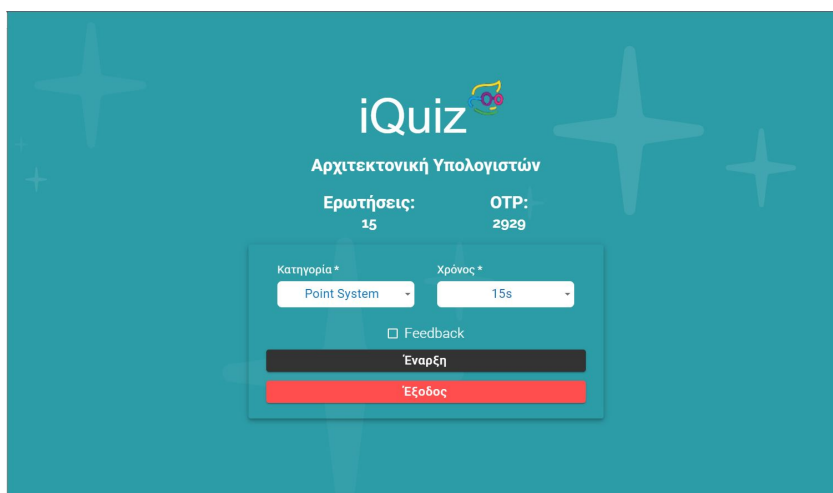 iQuiz
Αρχιτεκτονική Υπολογιστών
Ερωτήσεις: OTP:
15 2929
Κατηγορία * Χρόνος *
Point System 15s
Feedback
Έναρξη
Έξοδος